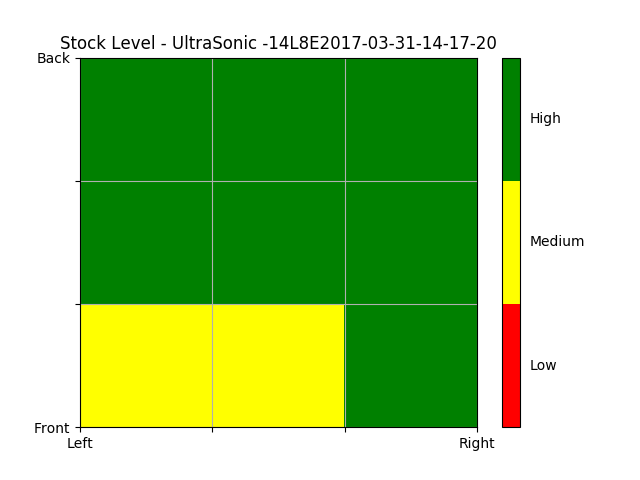 Stock Level - UltraSonic -14L8E2017-03-31-14-17-20
Back
High
Medium
Low
Front
Left
Right